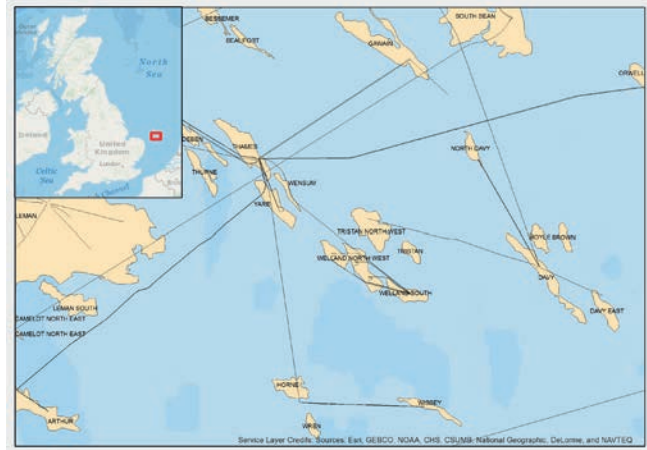 BESSEMER
BEAUFORT
GAWAIN
SOUTH BEAN
ORWELL
North
Sea
Ireland
United
Kingdom
London
Celtic
Sea
DEBEN
THAMES
THURNE
WENSUM
YARE
NORTH DAVY
LEMAN
TRISTAN NORTH WEST
TRISTAN
WELLAND NORTH WEST
WELLAND SOUTH
BOYLE BROWN
DAVY
DAVY EAST
LEMAN SOUTH
CAMELOT NORTH EAST
CAMELOT NORTH EAST
HORNE
WISSEY
WREN
ARTHUR
Service Layer Credits: Sources: Esri, GEBCO, NOAA, CHS, CSUMB, National Geographic, DeLorme, and NAVTEQ